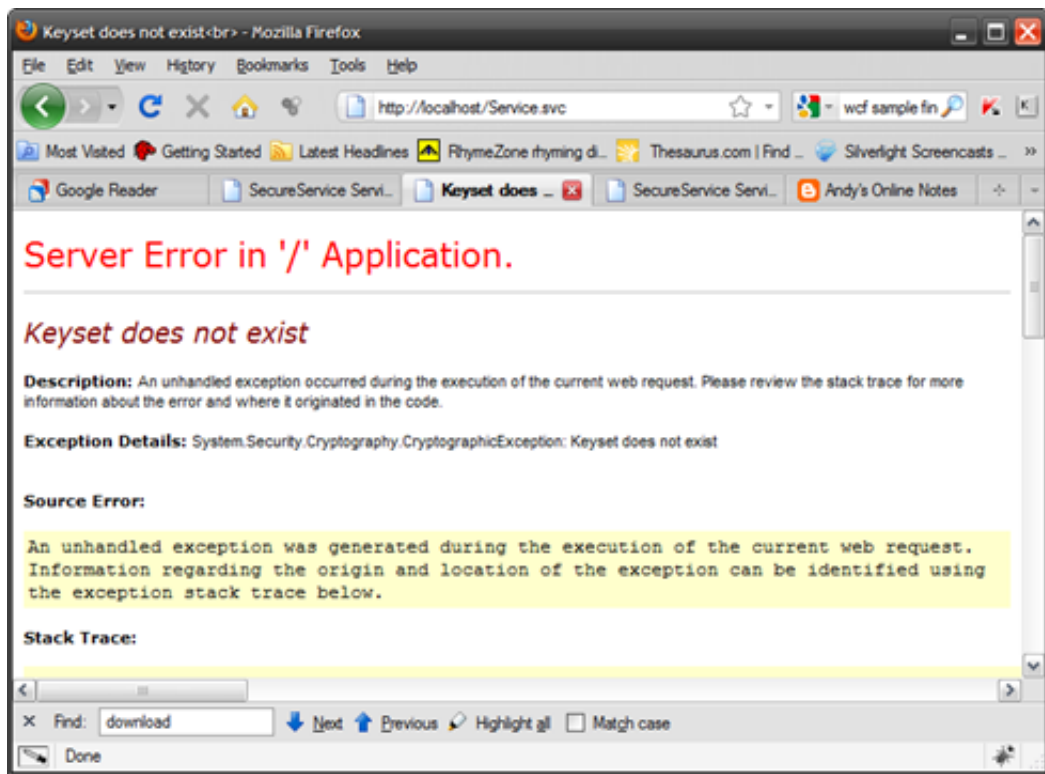 Keyset does not exist<br> - Mozilla Firefox
File Edit View History Bookmarks Tools Help
http://localhost/Service.svc wcf sample fin
Most Visited Getting Started Latest Headlines RhymeZone rhyming di... Thesaurus.com | Find ... Silverlight Screencasts ... »
Google Reader SecureService Servi... Keyset does ... SecureService Servi... Andy's Online Notes
Server Error in '/' Application.
Keyset does not exist
Description: An unhandled exception occurred during the execution of the current web request. Please review the stack trace for more
information about the error and where it originated in the code.
Exception Details: System.Security.Cryptography.CryptographicException: Keyset does not exist
Source Error:
An unhandled exception was generated during the execution of the current web request.
Information regarding the origin and location of the exception can be identified using
the exception stack trace below.
Stack Trace:
× Find: download Next Previous Highlight all Match case
Done